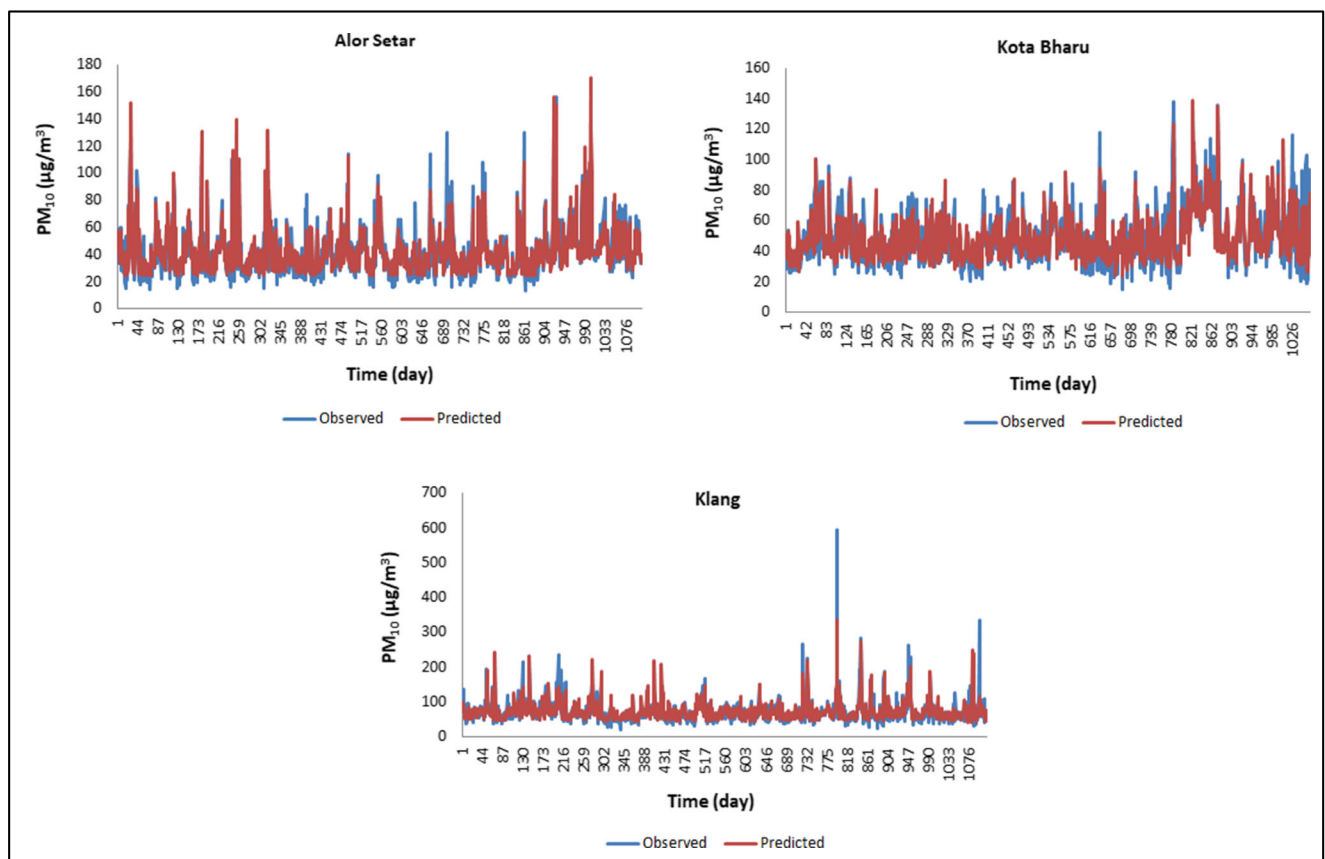 Alor Setar
PM10 (µg/m³)
180
160
140
120
100
80
60
40
20
0
1 44 87 130 173 216 259 302 345 388 431 474 517 560 603 646 689 732 775 818 861 904 947 990 1033 1076
Time (day)
Observed Predicted
Kota Bharu
PM10 (µg/m³)
160
140
120
100
80
60
40
20
0
1 42 83 124 165 206 247 288 329 370 411 452 493 534 575 616 657 698 739 780 821 862 903 944 985 1026
Time (day)
Observed Predicted
Klang
PM10 (µg/m³)
700
600
500
400
300
200
100
0
1 44 87 130 173 216 259 302 345 388 431 474 517 560 603 646 689 732 775 818 861 904 947 990 1033 1076
Time (day)
Observed Predicted